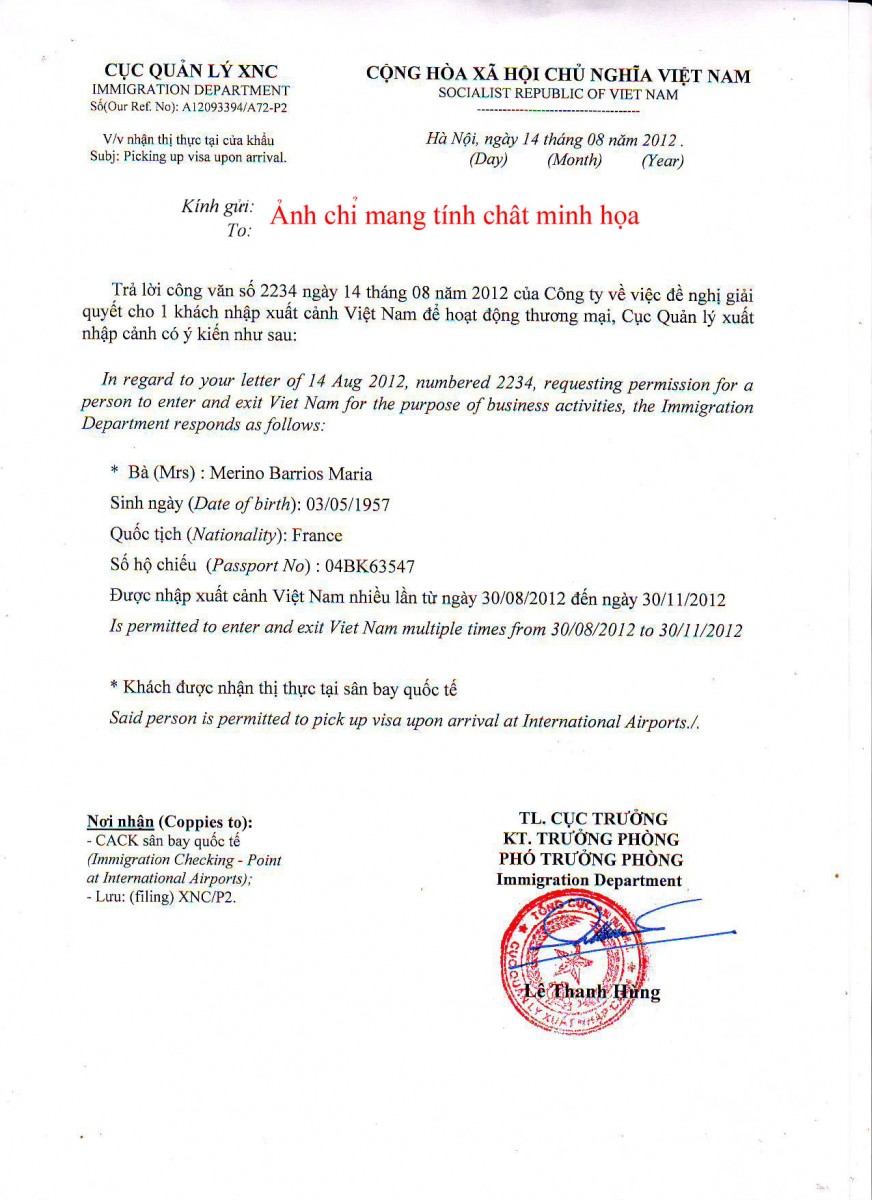 CỤC QUẢN LÝ XNC
IMMIGRATION DEPARTMENT
Số(Our Ref. No): A12093394/A72-P2
V/v nhận thị thực tại cửa khẩu
Subj: Picking up visa upon arrival.
CỘNG HÒA XÃ HỘI CHỦ NGHĨA VIỆT NAM
SOCIALIST REPUBLIC OF VIET NAM
-------------------------------------
Hà Nội, ngày 14 tháng 08 năm 2012 .
(Day) (Month) (Year)
Kính gửi:
To:
Ảnh chỉ mang tính chât minh họa
Trả lời công văn số 2234 ngày 14 tháng 08 năm 2012 của Công ty về việc đề nghị giải
quyết cho 1 khách nhập xuất cảnh Việt Nam để hoạt động thương mại, Cục Quản lý xuất
nhập cảnh có ý kiến như sau:
In regard to your letter of 14 Aug 2012, numbered 2234, requesting permission for a
person to enter and exit Viet Nam for the purpose of business activities, the Immigration
Department responds as follows:
* Bà (Mrs) : Merino Barrios Maria
Sinh ngày (Date of birth): 03/05/1957
Quốc tịch (Nationality): France
Số hộ chiếu (Passport No) : 04BK63547
Được nhập xuất cảnh Việt Nam nhiều lần từ ngày 30/08/2012 đến ngày 30/11/2012
Is permitted to enter and exit Viet Nam multiple times from 30/08/2012 to 30/11/2012
* Khách được nhận thị thực tại sân bay quốc tế
Said person is permitted to pick up visa upon arrival at International Airports./.
Nơi nhận (Coppies to):
- CACK sân bay quốc tế
(Immigration Checking - Point
at International Airports);
- Lưu: (filing) XNC/P2.
TL. CỤC TRƯỞNG
KT. TRƯỞNG PHÒNG
PHÓ TRƯỞNG PHÒNG
Immigration Department
TỔNG CỤC AN NINH
CỤC QUẢN LÝ XUẤT NHẬP CẢNH
Lê Thanh Hùng